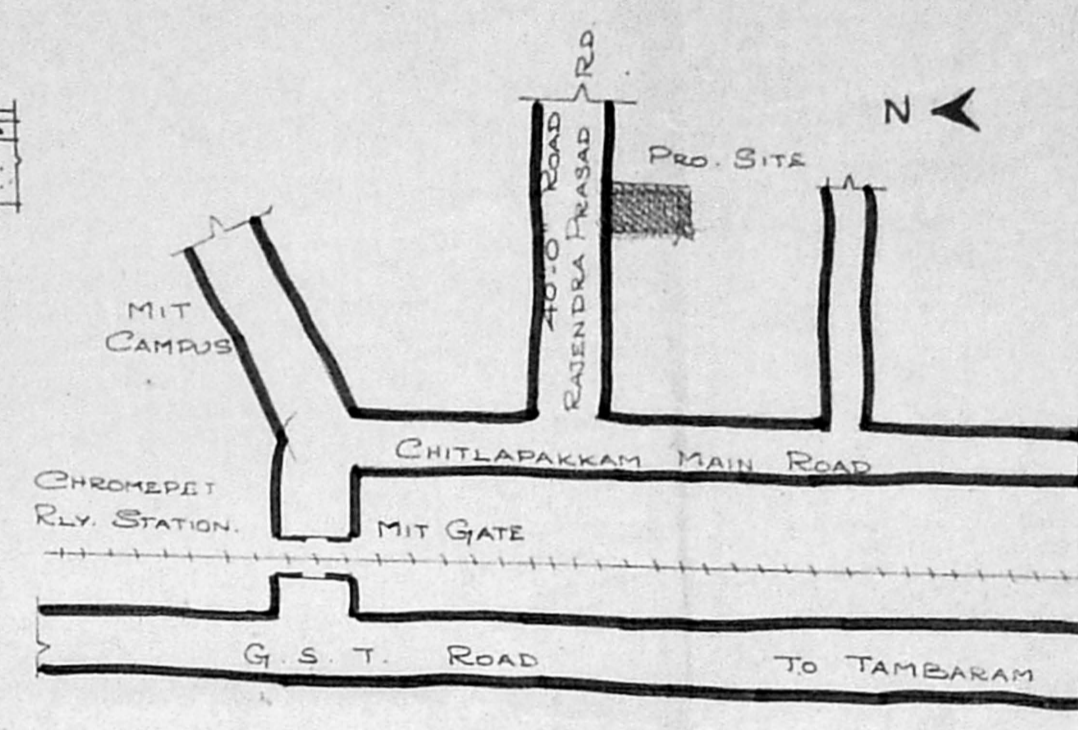 N
PRO. SITE
40'-0" ROAD
RAJENDRA PRASAD RD
MIT
CAMPUS
CHITLAPAKKAM MAIN ROAD
CHROMEPET
RLY. STATION.
MIT GATE
G. S. T. ROAD
TO TAMBARAM